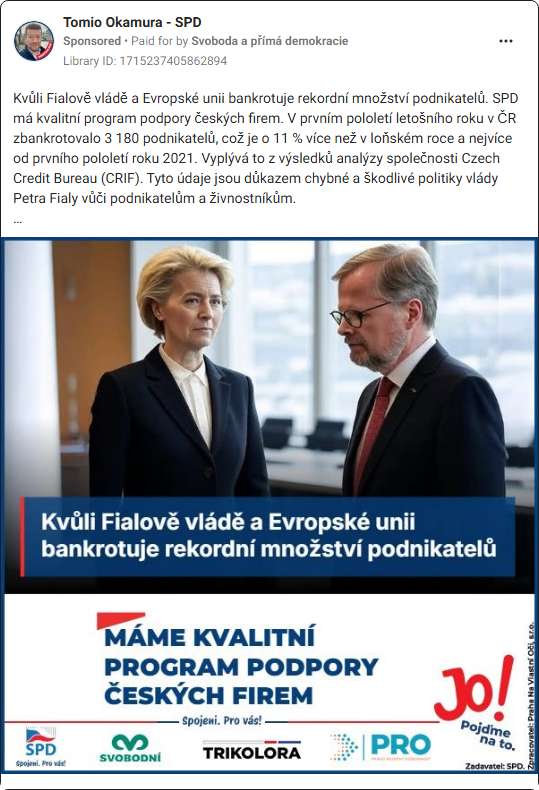 Tomio Okamura - SPD
Sponsored • Paid for by Svoboda a přímá demokracie
Library ID: 1715237405862894
Kvůli Fialově vládě a Evropské unii bankrotuje rekordní množství podnikatelů. SPD
má kvalitní program podpory českých firem. V prvním pololetí letošního roku v ČR
zbankrotovalo 3 180 podnikatelů, což je o 11 % více než v loňském roce a nejvíce
od prvního pololetí roku 2021. Vyplývá to z výsledků analýzy společnosti Czech
Credit Bureau (CRIF). Tyto údaje jsou důkazem chybné a škodlivé politiky vlády
Petra Fialy vůči podnikatelům a živnostníkům.
...
Kvůli Fialově vládě a Evropské unii
bankrotuje rekordní množství podnikatelů
MÁME KVALITNÍ
PROGRAM PODPORY
ČESKÝCH FIREM
Spojeni. Pro vás!
Jo!
Pojďme
na to.
SPD
Spojeni. Pro vás!
SVOBODNÍ
TRIKOLORA
PRO
Zadavatel: SPD.
Zpracovatel: Praha Na Vlastní Oči, s.r.o.